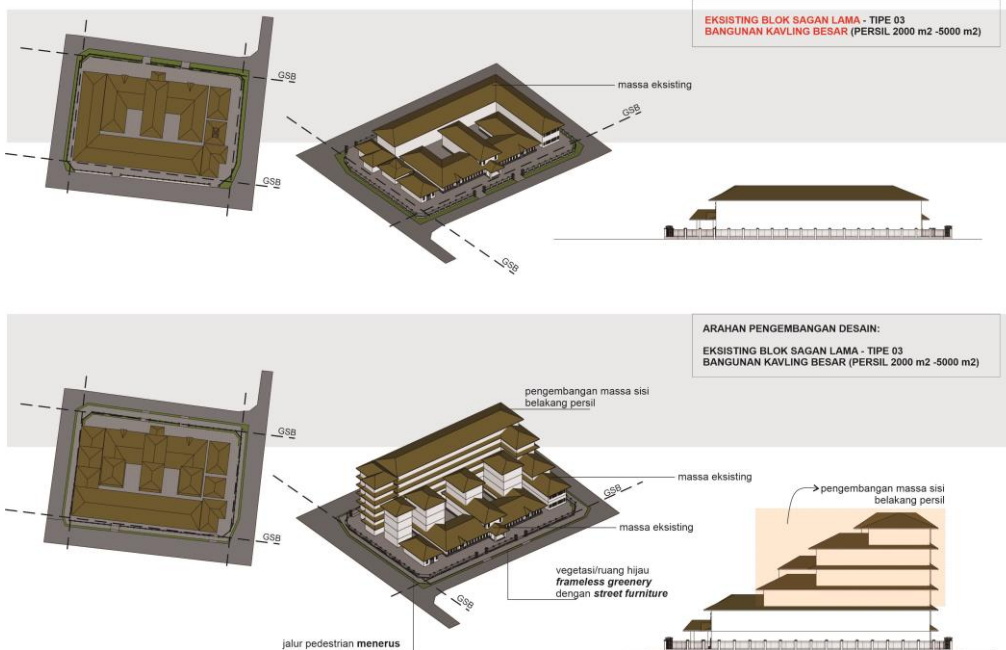 EKSISTING BLOK SAGAN LAMA - TIPE 03
BANGUNAN KAVLING BESAR (PERSIL 2000 m2 -5000 m2)
GSB
GSB
massa eksisting
GSB
GSB
ARAHAN PENGEMBANGAN DESAIN:
EKSISTING BLOK SAGAN LAMA - TIPE 03
BANGUNAN KAVLING BESAR (PERSIL 2000 m2 -5000 m2)
GSB
GSB
pengembangan massa sisi
belakang persil
massa eksisting
GSB
massa eksisting
vegetasi/ruang hijau
frameless greenery
dengan street furniture
GSB
jalur pedestrian menerus
pengembangan massa sisi
belakang persil